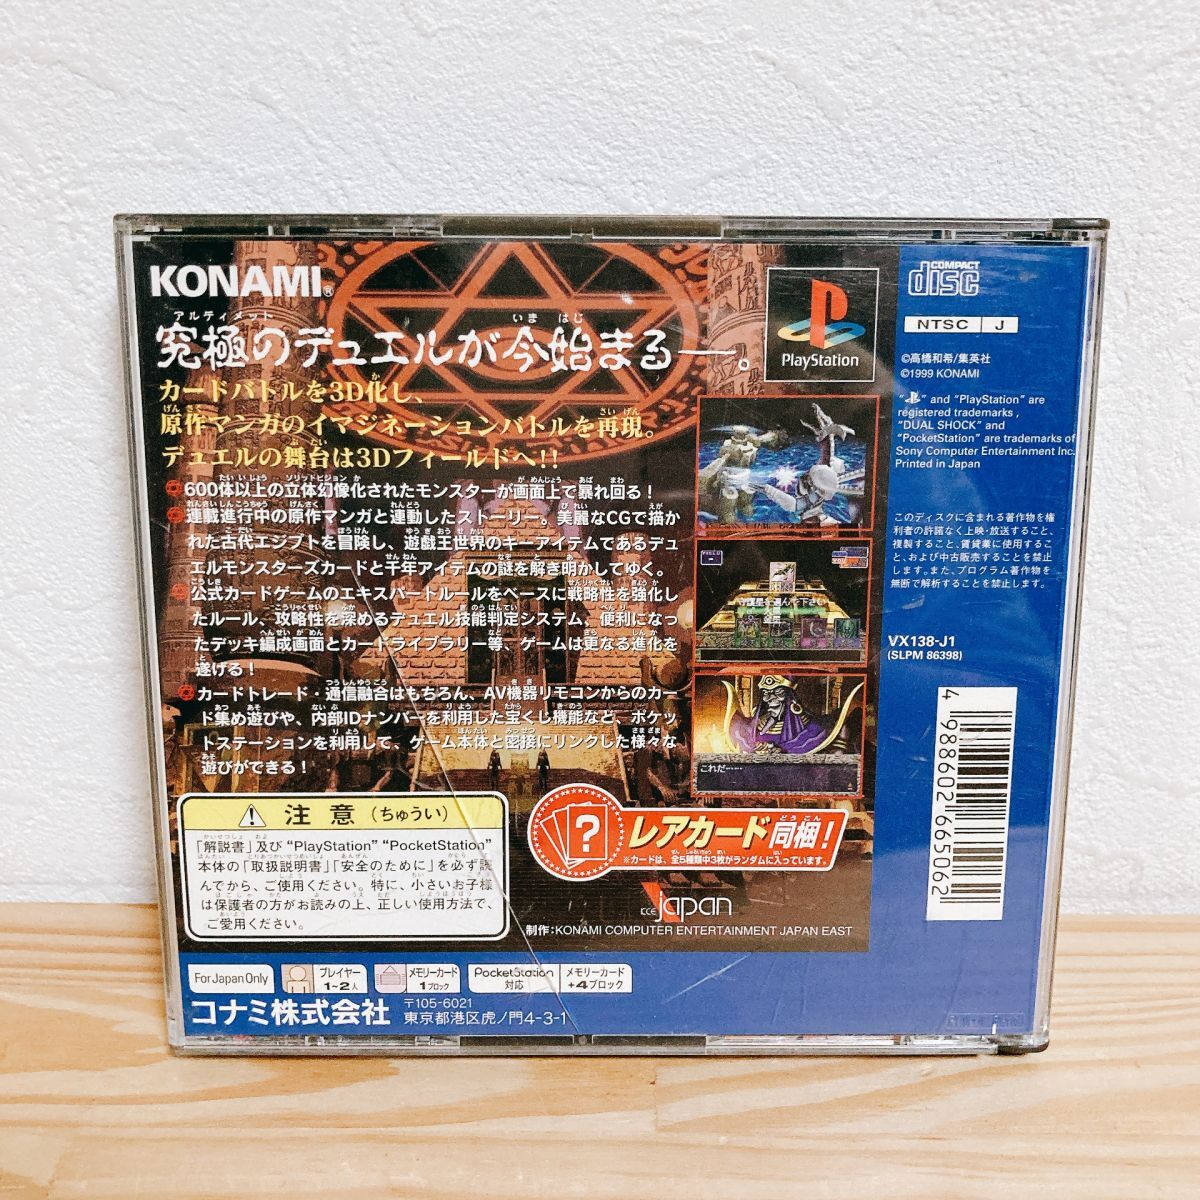 KONAMI®
究極のデュエルが今始まる—。
カードバトルを3D化し、
原作マンガのイマジネーションバトルを再現。
デュエルの舞台は3Dフィールドへ!!
600体以上の立体幻像化されたモンスターが画面上で暴れ回る！
連載進行中の原作マンガと連動したストーリー。美麗なCGで描か
れた古代エジプトを冒険し、遊戯王世界のキーアイテムであるデュ
エルモンスターズカードと千年アイテムの謎を解き明かしてゆく。
公式カードゲームのエキスパートルールをベースに戦略性を強化し
たルール、攻略性を深めるデュエル技能判定システム、便利になっ
たデッキ編成画面とカードライブラリー等、ゲームは更なる進化を
遂げる！
カードトレード・通信融合はもちろん、AV機器リモコンからのカー
ド集め遊びや、内部IDナンバーを利用した宝くじ機能など、ポケッ
トステーションを利用して、ゲーム本体と密接にリンクした様々な
遊びができる！
注意（ちゅうい）
「解説書」及び“PlayStation” “PocketStation”
本体の「取扱説明書」「安全のために」を必ず読
んでから、ご使用ください。特に、小さいお子様
は保護者の方がお読みの上、正しい使用方法で、
ご愛用ください。
PlayStation
守護星を選んで下さい
これだ……
?
レアカード同梱！
※カードは、全5種類中3枚がランダムに入っています。
KCE japan
制作：KONAMI COMPUTER ENTERTAINMENT JAPAN EAST
COMPACT
disc
NTSC J
©高橋和希/集英社
©1999 KONAMI
“ ” and “PlayStation” are
registered trademarks ,
“DUAL SHOCK” and
“PocketStation” are trademarks of
Sony Computer Entertainment Inc.
Printed in Japan
このディスクに含まれる著作物を権
利者の許諾なく上映・放送すること、
複製すること、賃貸業に使用するこ
と、および中古販売することを禁止
します。また、プログラム著作物を
無断で解析することを禁止します。
VX138-J1
(SLPM 86398)
4 988602 665062
For Japan Only
プレイヤー
1~2人
メモリーカード
1ブロック
PocketStation
対応
メモリーカード
+4ブロック
コナミ株式会社
〒105-6021
東京都港区虎ノ門4-3-1